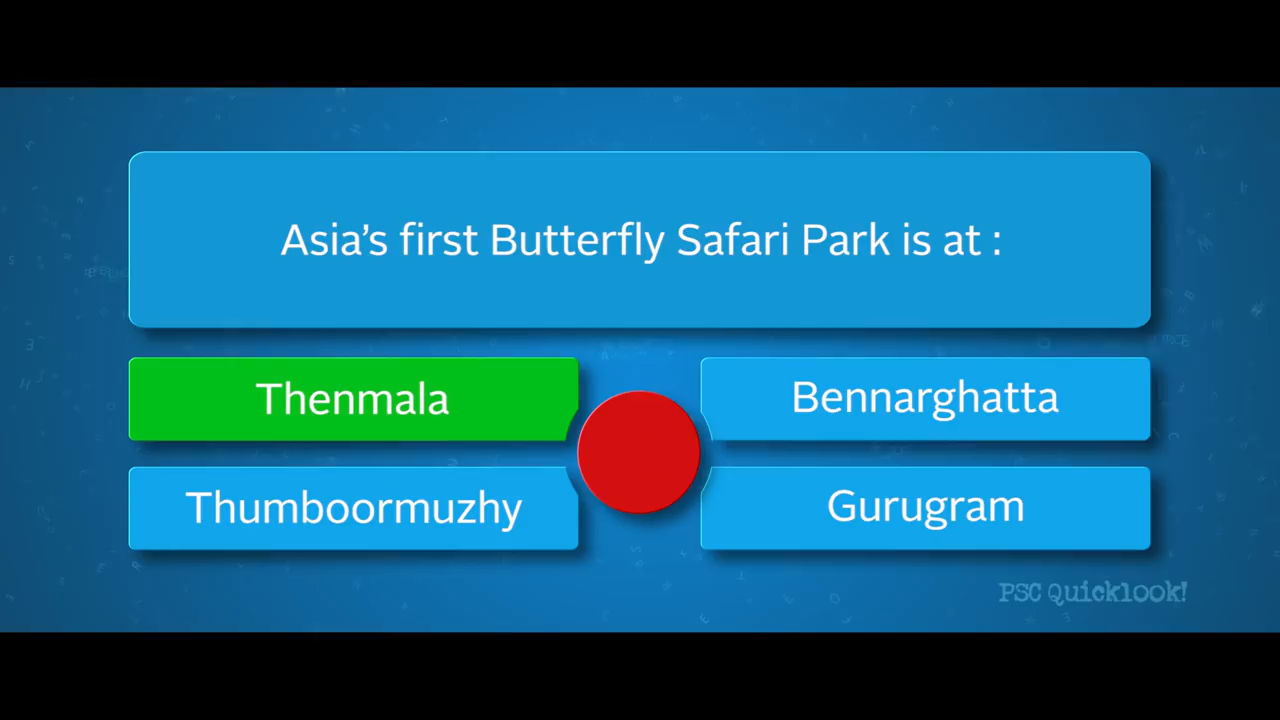 Asia’s first Butterfly Safari Park is at :
Thenmala
Bennarghatta
Thumboormuzhy
Gurugram
PSC Quicklook!